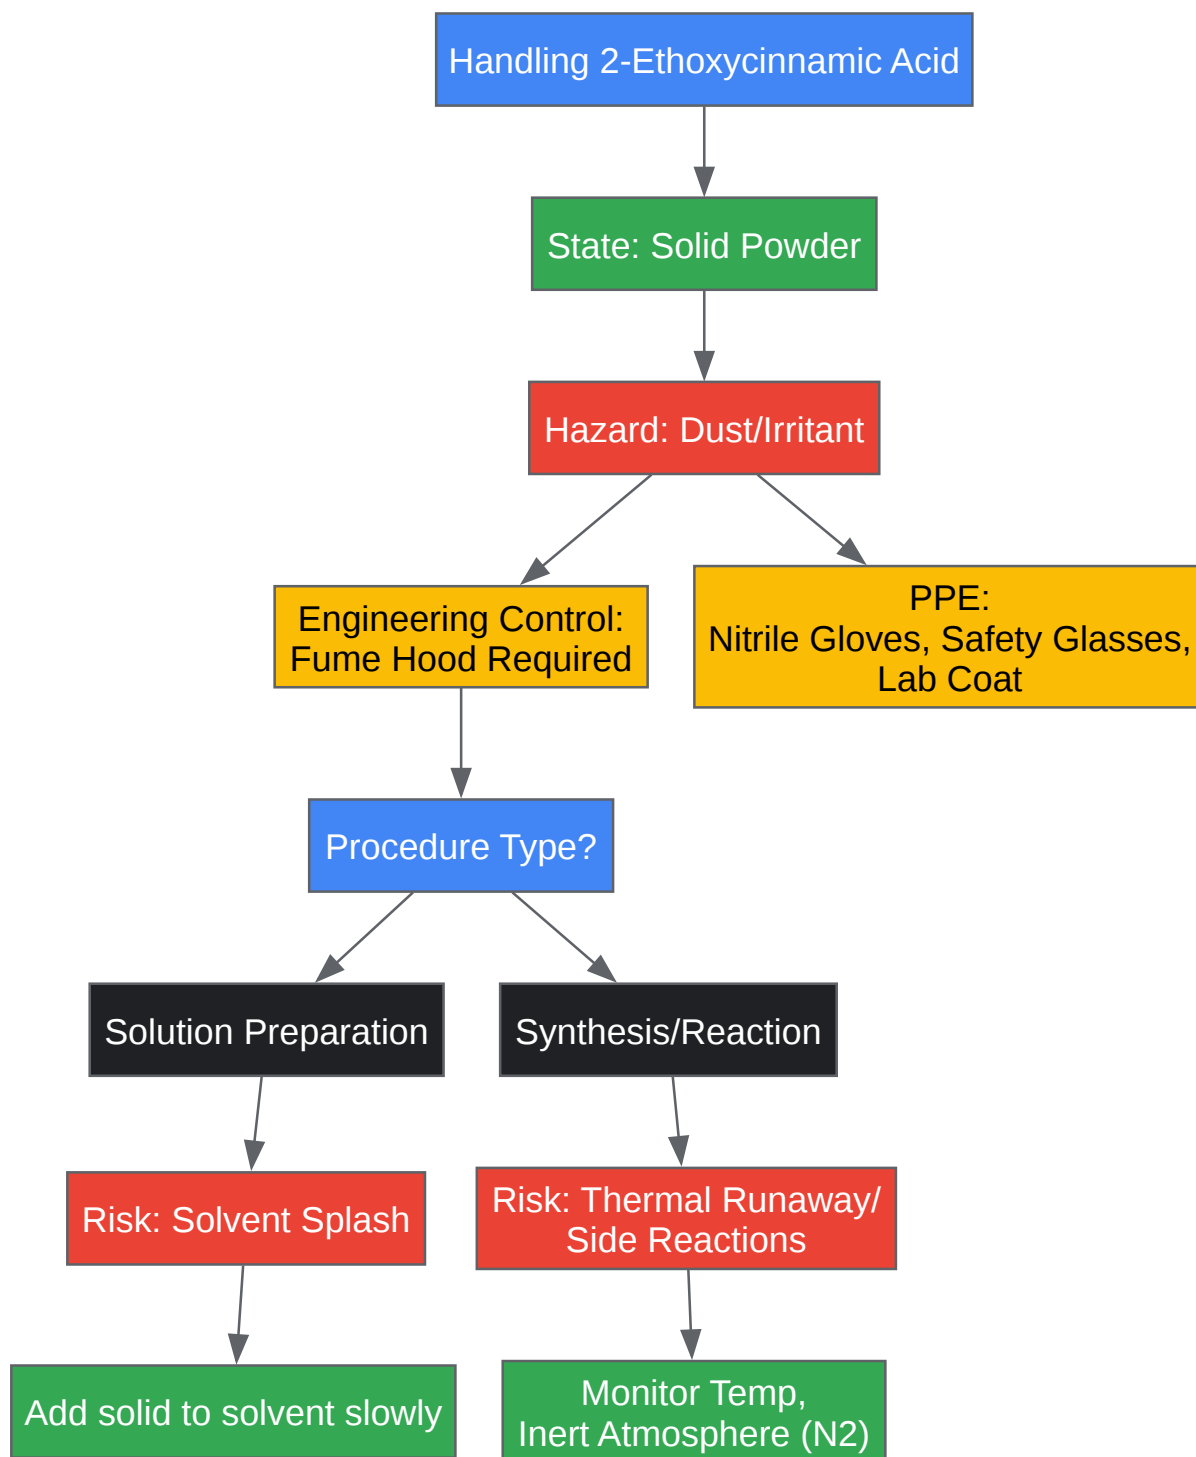 Handling 2-Ethoxycinnamic Acid
State: Solid Powder
Hazard: Dust/Irritant
Engineering Control:
Fume Hood Required
PPE:
Nitrile Gloves, Safety Glasses,
Lab Coat
Procedure Type?
Solution Preparation
Synthesis/Reaction
Risk: Solvent Splash
Risk: Thermal Runaway/
Side Reactions
Add solid to solvent slowly
Monitor Temp,
Inert Atmosphere (N2)